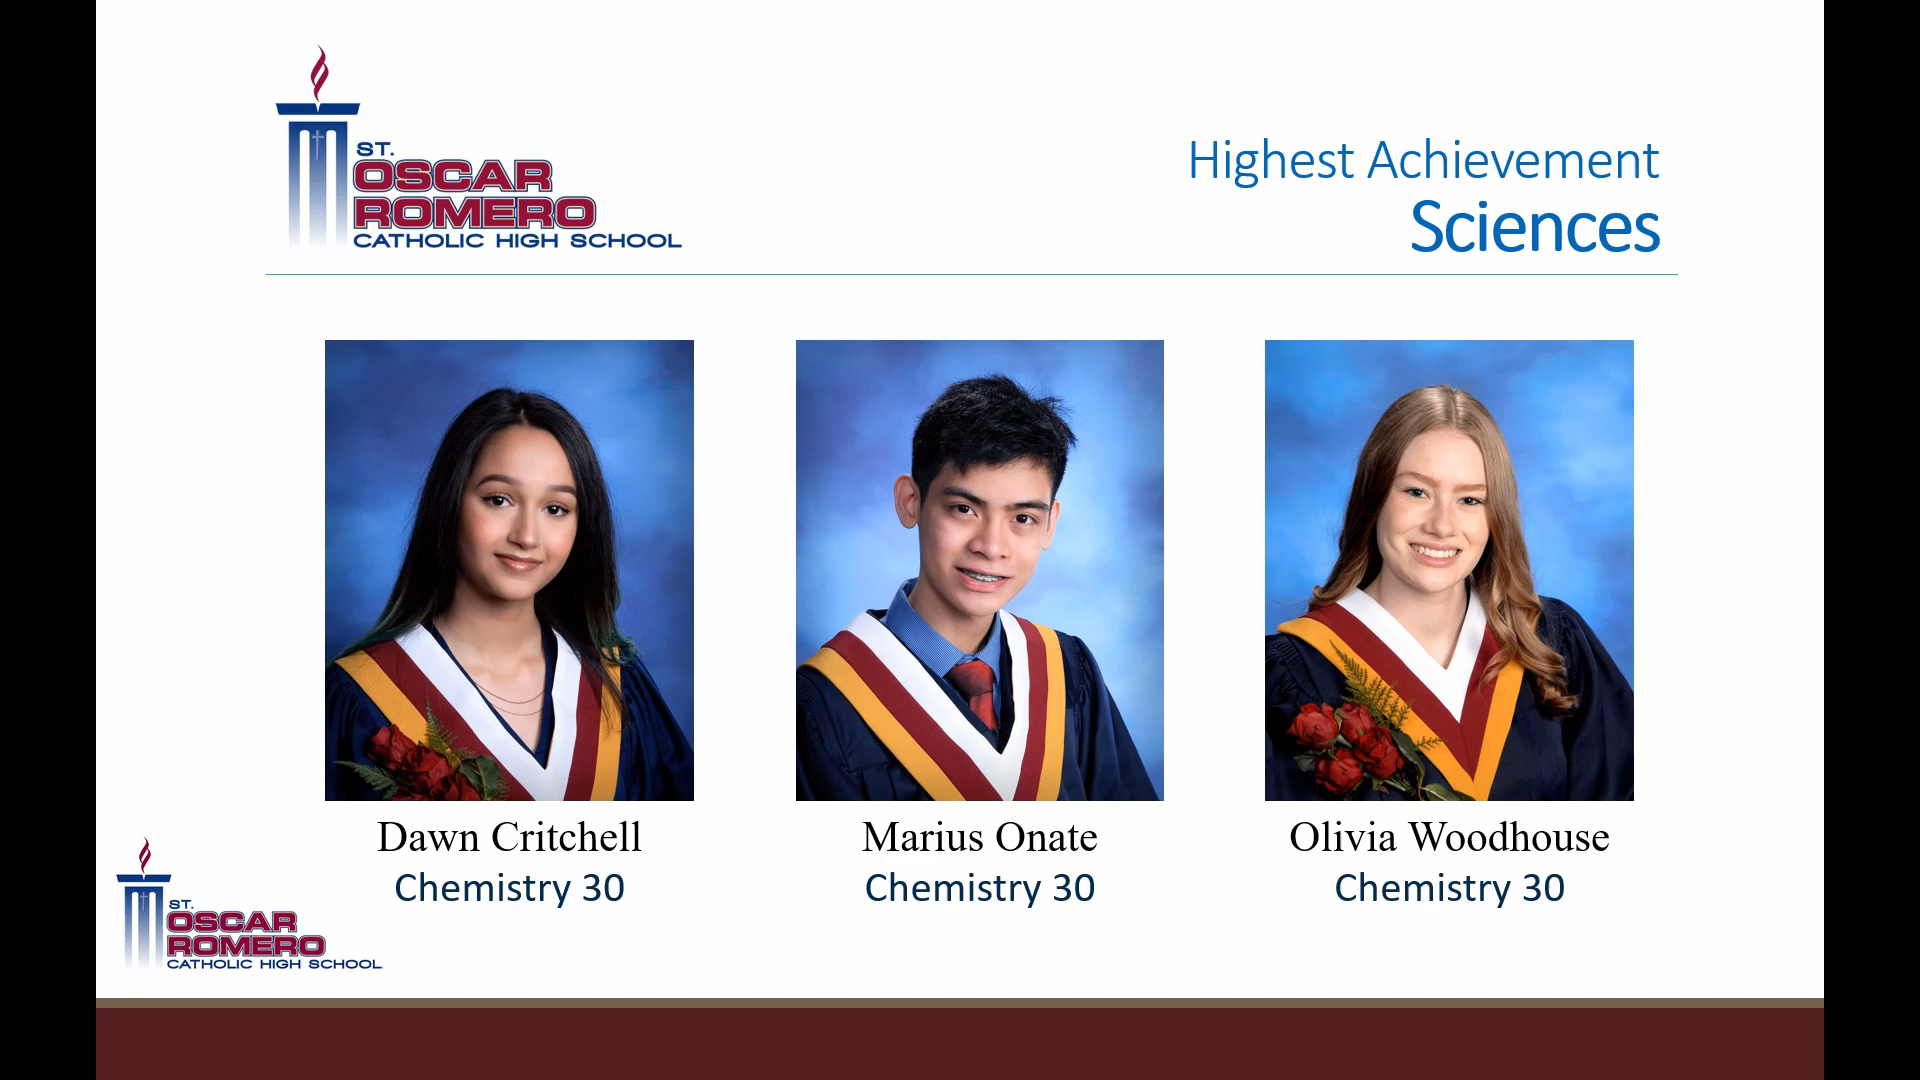 ST.
OSCAR
ROMERO
CATHOLIC HIGH SCHOOL
Highest Achievement
Sciences
Dawn Critchell
Chemistry 30
Marius Onate
Chemistry 30
Olivia Woodhouse
Chemistry 30
ST.
OSCAR
ROMERO
CATHOLIC HIGH SCHOOL